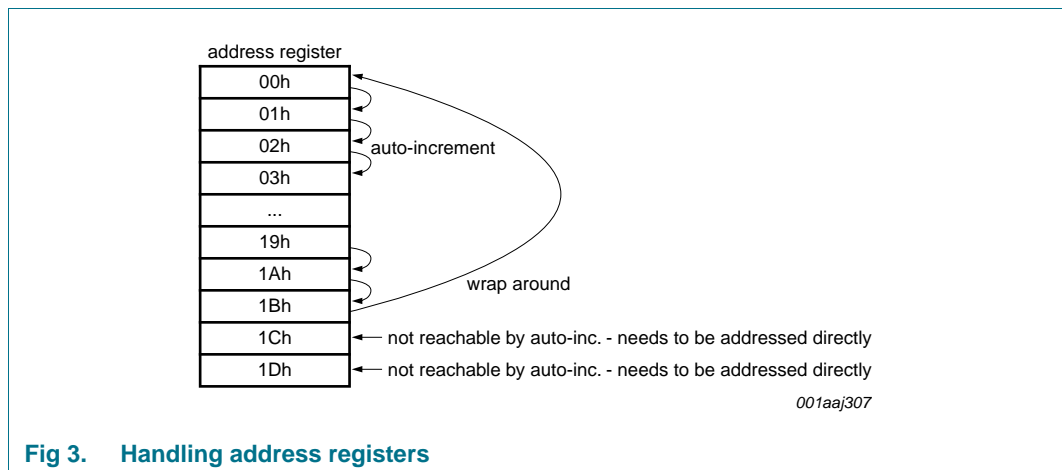 address register
00h
01h
02h
auto-increment
03h
...
19h
1Ah
wrap around
1Bh
1Ch
not reachable by auto-inc. - needs to be addressed directly
1Dh
not reachable by auto-inc. - needs to be addressed directly
001aaj307
Fig 3. Handling address registers